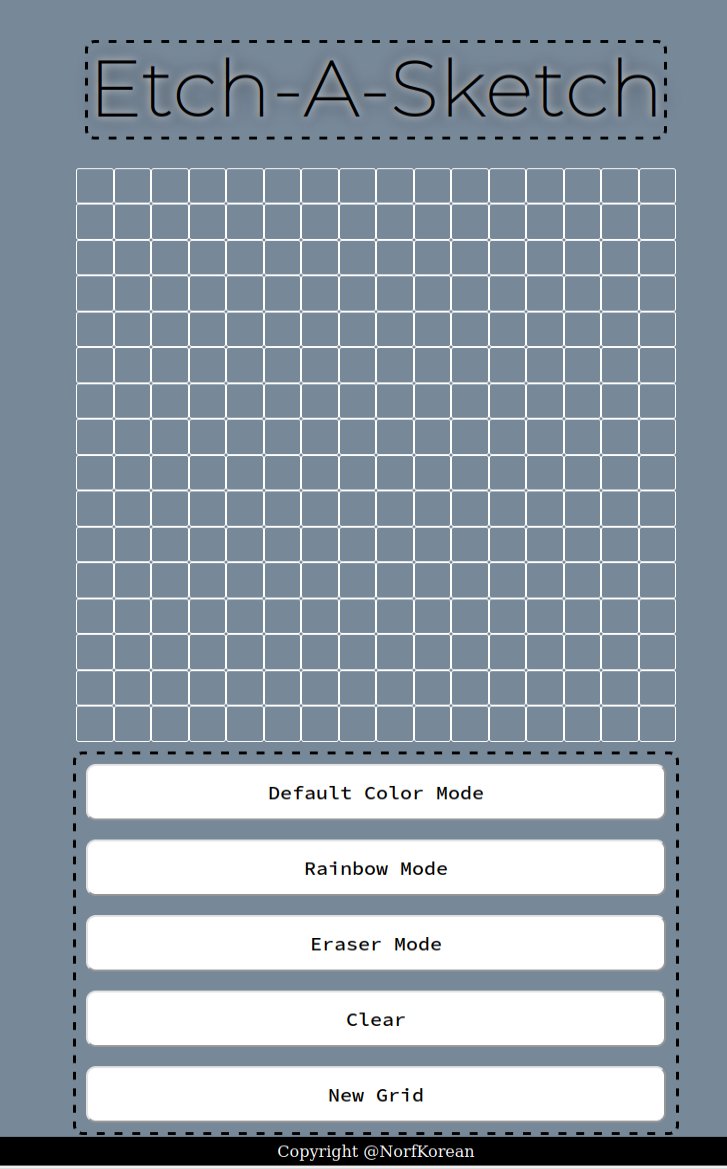 Etch-A-Sketch
Default Color Mode
Rainbow Mode
Eraser Mode
Clear
New Grid
Copyright @NorfKorean